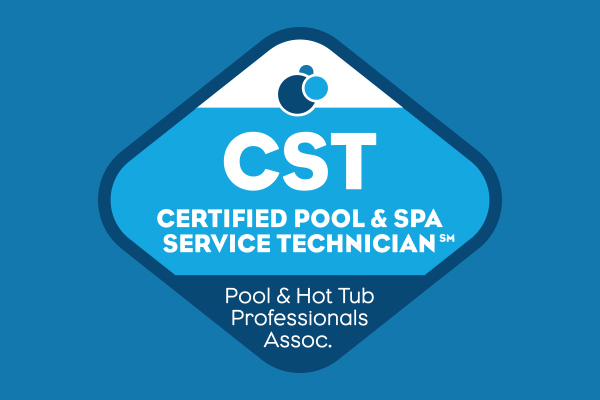 CST
CERTIFIED POOL & SPA
SERVICE TECHNICIAN℠
Pool & Hot Tub
Professionals
Assoc.